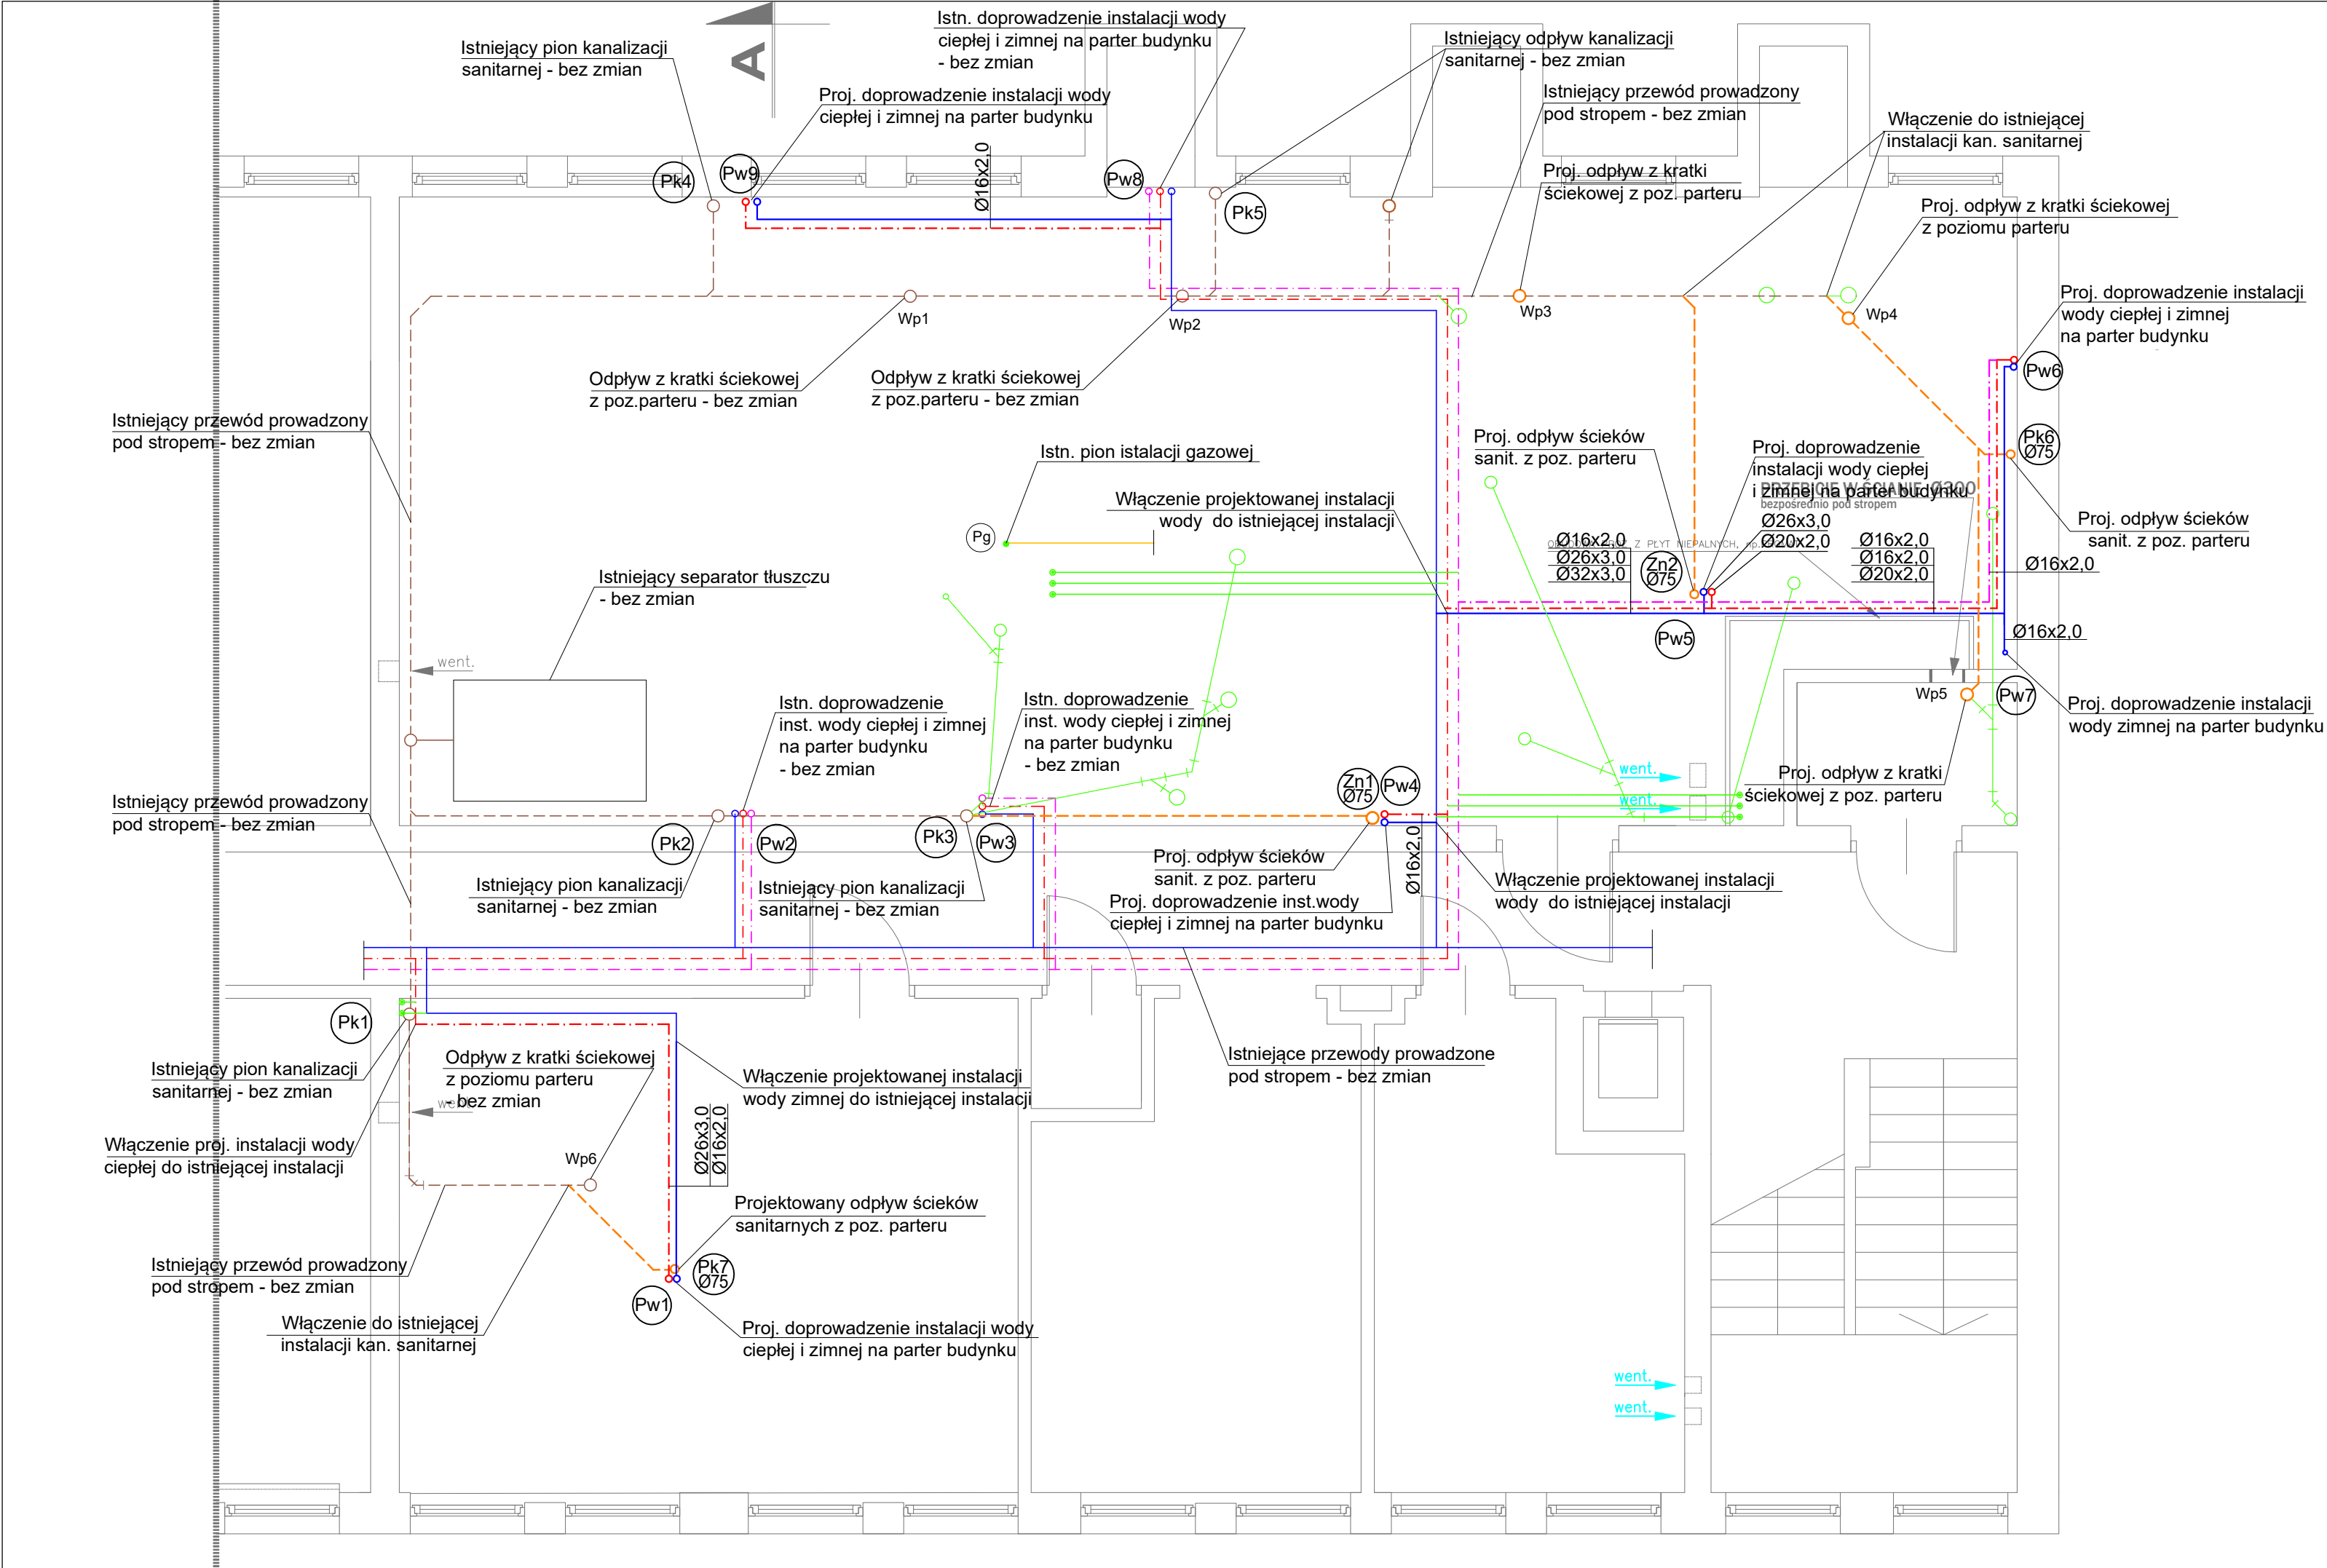 Istn. doprowadzenie instalacji wody
ciepłej i zimnej na parter budynku
- bez zmian
Istniejący pion kanalizacji
sanitarnej - bez zmian
A
Istniejący odpływ kanalizacji
sanitarnej - bez zmian
Proj. doprowadzenie instalacji wody
ciepłej i zimnej na parter budynku
Istniejący przewód prowadzony
pod stropem - bez zmian
Włączenie do istniejącej
instalacji kan. sanitarnej
Pk4
Pw9
Ø16x2,0
Pw8
Pk5
Proj. odpływ z kratki
ściekowej z poz. parteru
Proj. odpływ z kratki ściekowej
z poziomu parteru
Wp1
Wp2
Wp3
Wp4
Proj. doprowadzenie instalacji
wody ciepłej i zimnej
na parter budynku
Pw6
Odpływ z kratki ściekowej
z poz.parteru - bez zmian
Odpływ z kratki ściekowej
z poz.parteru - bez zmian
Istniejący przewód prowadzony
pod stropem - bez zmian
Istn. pion istalacji gazowej
Proj. odpływ ścieków
sanit. z poz. parteru
Proj. doprowadzenie
instalacji wody ciepłej
i zimnej na parter budynku
PRZEBICIE W ŚCIANIE Ø300
bezpośrednio pod stropem
Pk6
Ø75
Włączenie projektowanej instalacji
wody do istniejącej instalacji
Pg
Ø26x3,0
Ø20x2,0
Z PŁYT NIEPALNYCH,
Ø16x2,0
Ø26x3,0
Ø32x3,0
Zn2
Ø75
Ø16x2,0
Ø16x2,0
Ø20x2,0
Proj. odpływ ścieków
sanit. z poz. parteru
Ø16x2,0
Istniejący separator tłuszczu
- bez zmian
Pw5
Ø16x2,0
went.
Istn. doprowadzenie
inst. wody ciepłej i zimnej
na parter budynku
- bez zmian
Istn. doprowadzenie
inst. wody ciepłej i zimnej
na parter budynku
- bez zmian
Wp5
Pw7
Proj. doprowadzenie instalacji
wody zimnej na parter budynku
Zn1
Ø75
Pw4
went.
went.
Proj. odpływ z kratki
ściekowej z poz. parteru
Istniejący przewód prowadzony
pod stropem - bez zmian
Pk2
Pw2
Pk3
Pw3
Ø16x2,0
Proj. odpływ ścieków
sanit. z poz. parteru
Proj. doprowadzenie inst.wody
ciepłej i zimnej na parter budynku
Włączenie projektowanej instalacji
wody do istniejącej instalacji
Istniejący pion kanalizacji
sanitarnej - bez zmian
Istniejący pion kanalizacji
sanitarnej - bez zmian
Pk1
Istniejący pion kanalizacji
sanitarnej - bez zmian
Odpływ z kratki ściekowej
z poziomu parteru
- bez zmian
went.
Włączenie projektowanej instalacji
wody zimnej do istniejącej instalacji
Istniejące przewody prowadzone
pod stropem - bez zmian
Włączenie proj. instalacji wody
ciepłej do istniejącej instalacji
Wp6
Ø26x3,0
Ø16x2,0
Projektowany odpływ ścieków
sanitarnych z poz. parteru
Istniejący przewód prowadzony
pod stropem - bez zmian
Pk7
Ø75
Pw1
Włączenie do istniejącej
instalacji kan. sanitarnej
Proj. doprowadzenie instalacji wody
ciepłej i zimnej na parter budynku
went.
went.